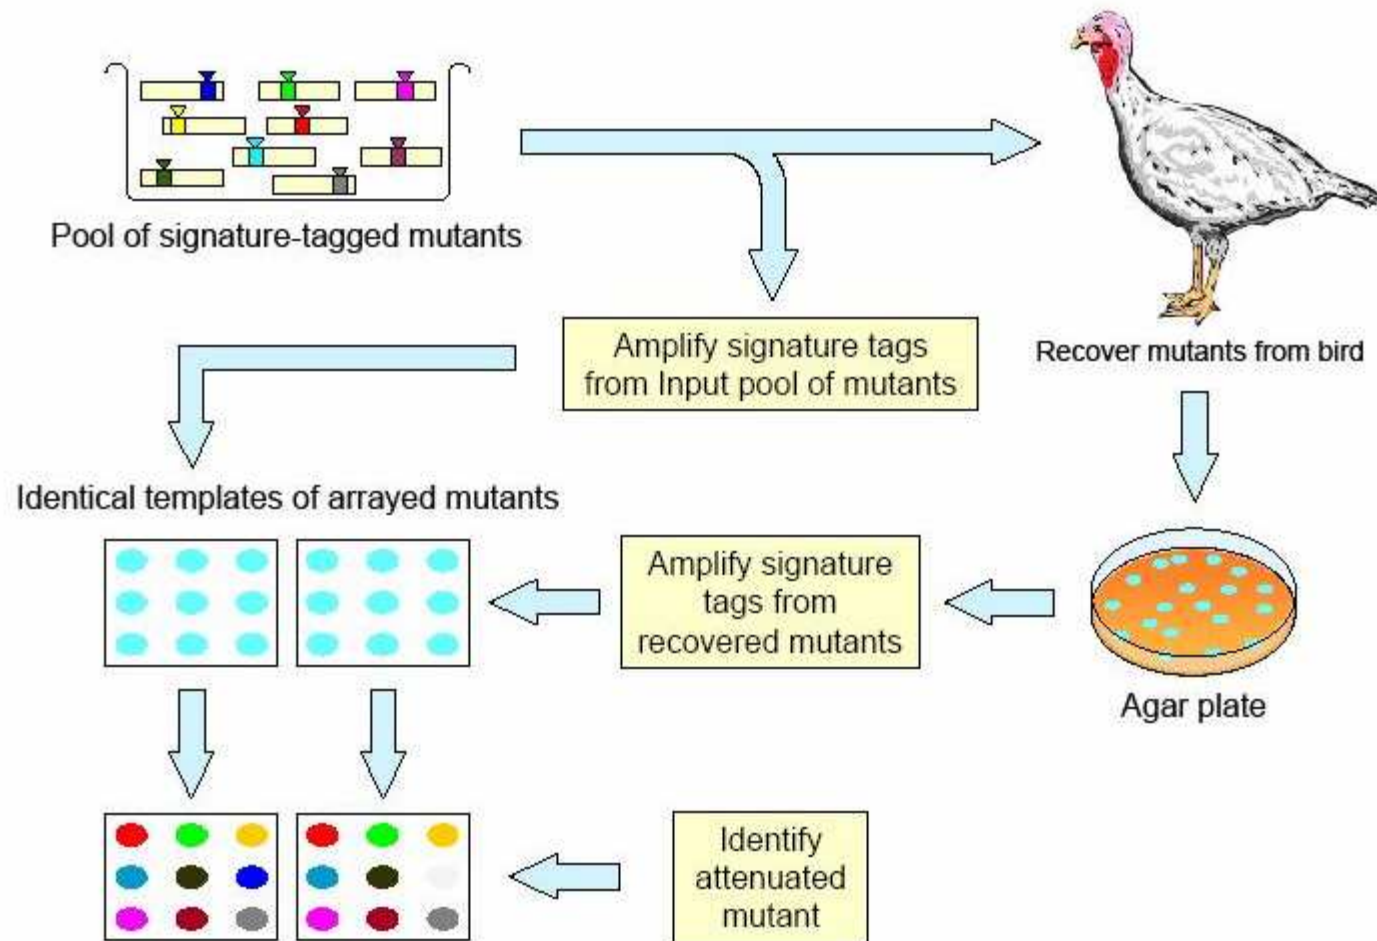 Pool of signature-tagged mutants
Amplify signature tags
from Input pool of mutants
Recover mutants from bird
Identical templates of arrayed mutants
Amplify signature
tags from
recovered mutants
Agar plate
Identify
attenuated
mutant